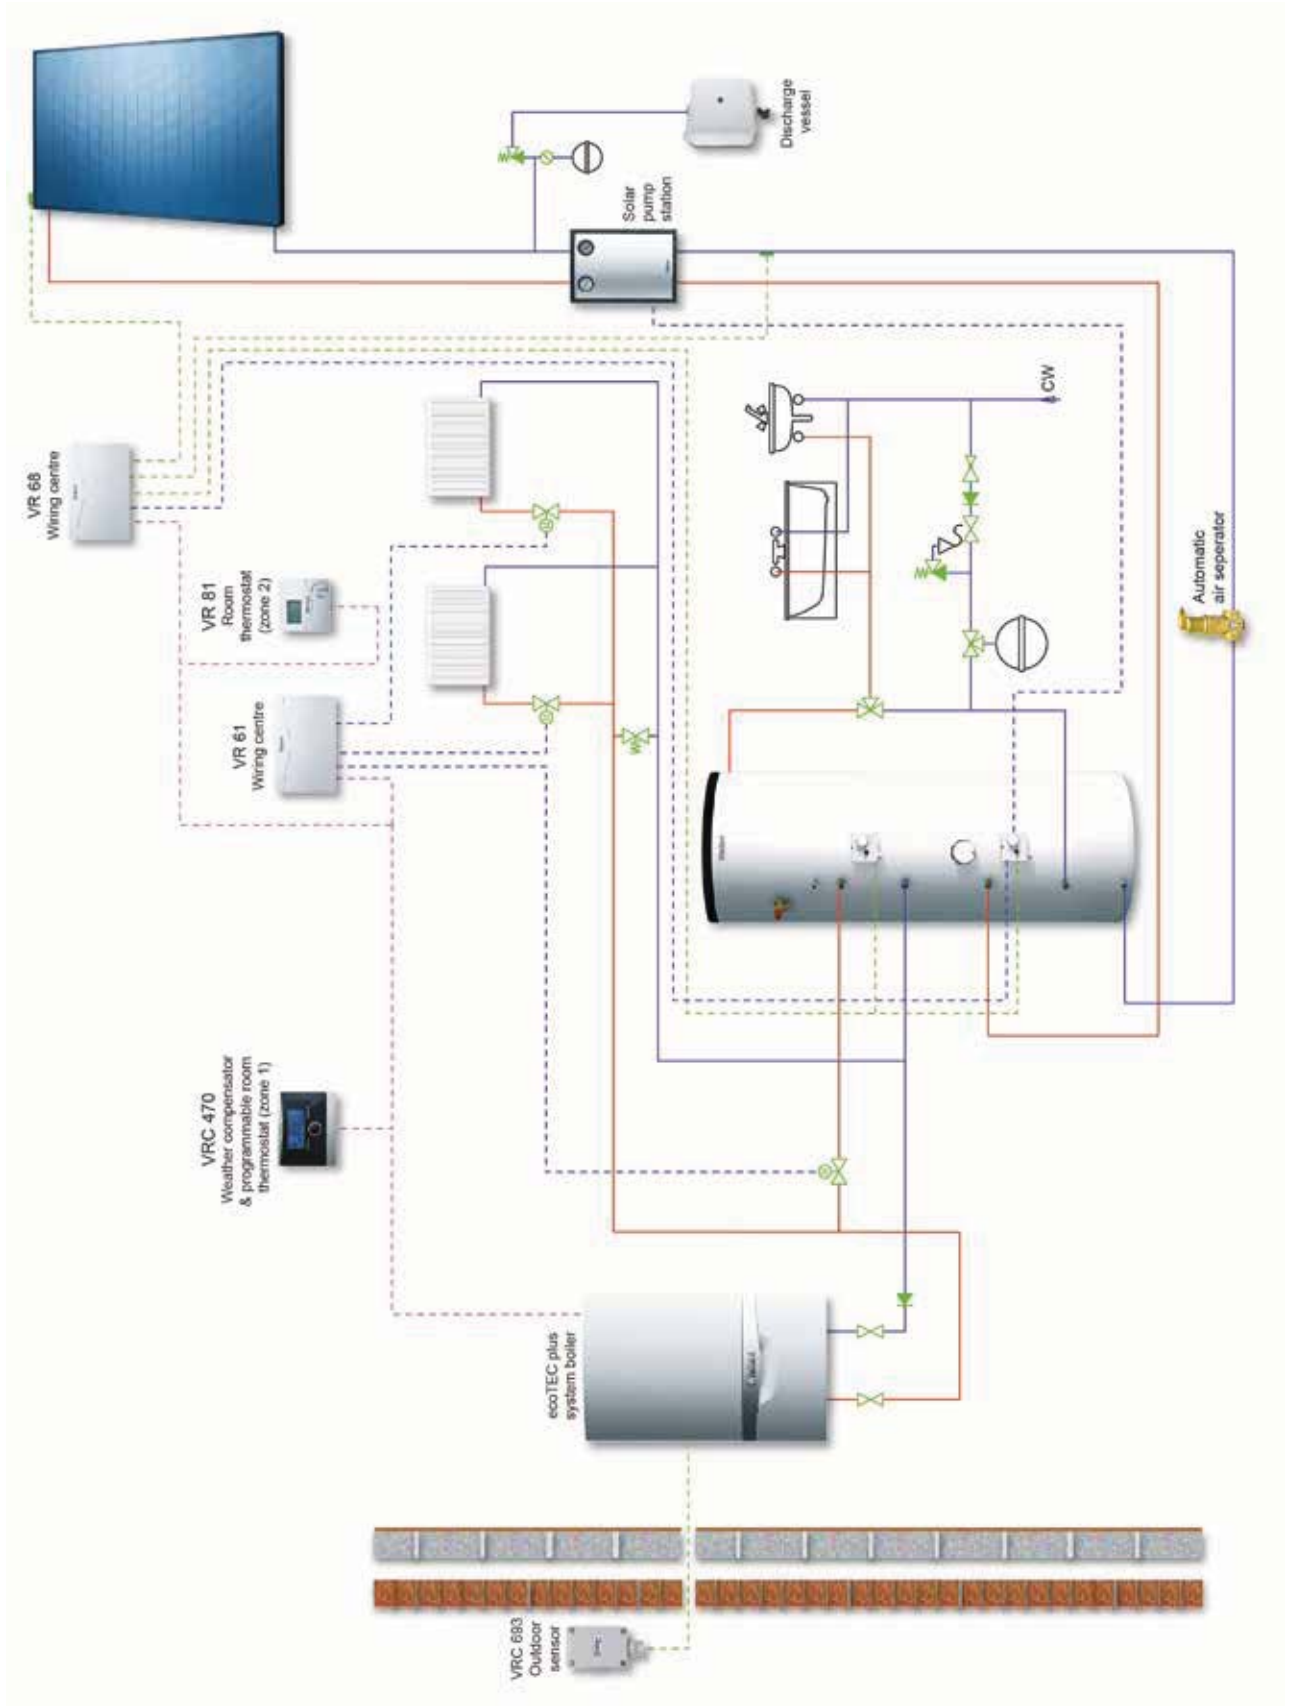 VRC 693
Outdoor
sensor
ecoTEC plus
system boiler
VRC 470
Weather compensator
& programmable room
thermostat (zone 1)
VR 61
Wiring centre
VR 81
Room
thermostat
(zone 2)
VR 68
Wiring centre
Solar
pump
station
Discharge
vessel
CW
Automatic
air seperator